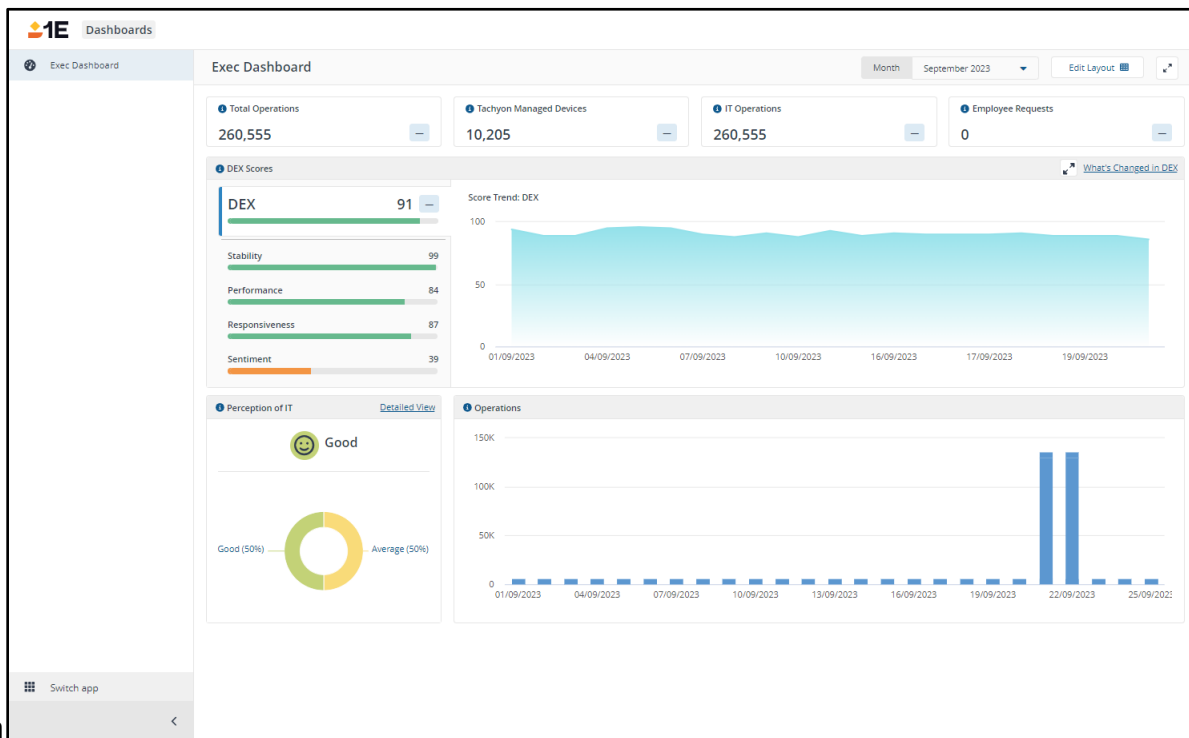 1E Dashboards
Exec Dashboard
Exec Dashboard
Month September 2023
Edit Layout
Total Operations
260,555
Tachyon Managed Devices
10,205
IT Operations
260,555
Employee Requests
0
DEX Scores
What's Changed in DEX
DEX 91
Stability 99
Performance 84
Responsiveness 87
Sentiment 39
Score Trend: DEX
100
50
0
01/09/2023 04/09/2023 07/09/2023 10/09/2023 16/09/2023 17/09/2023 19/09/2023
Perception of IT Detailed View
Good
Good (50%) Average (50%)
Operations
150K
100K
50K
0
01/09/2023 04/09/2023 07/09/2023 10/09/2023 13/09/2023 16/09/2023 19/09/2023 22/09/2023 25/09/2023
Switch app